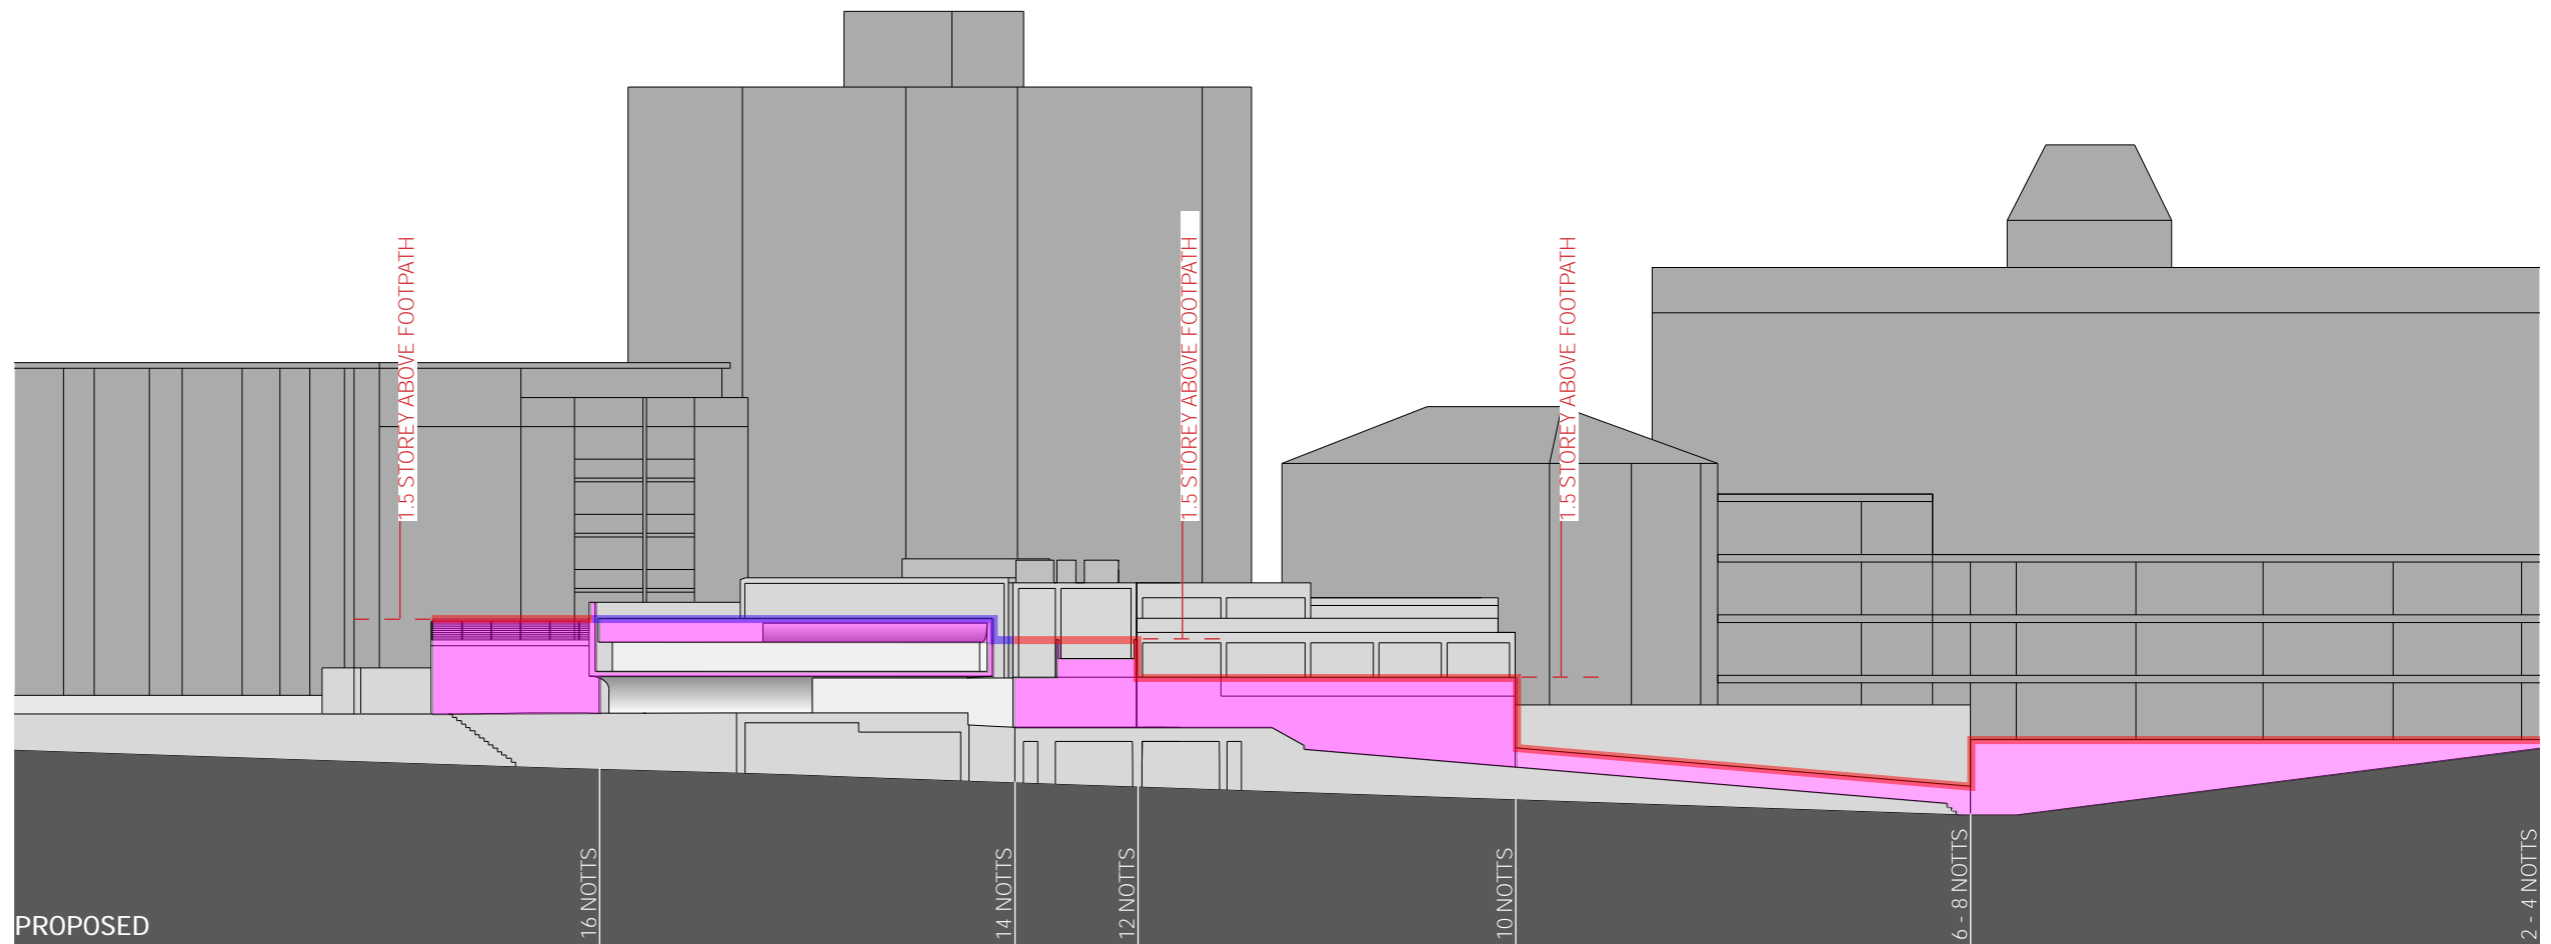 1.5 STOREY ABOVE FOOTPATH
1.5 STOREY ABOVE FOOTPATH
1.5 STOREY ABOVE FOOTPATH
16 NOTTS
14 NOTTS
12 NOTTS
10 NOTTS
6 - 8 NOTTS
2 - 4 NOTTS
PROPOSED